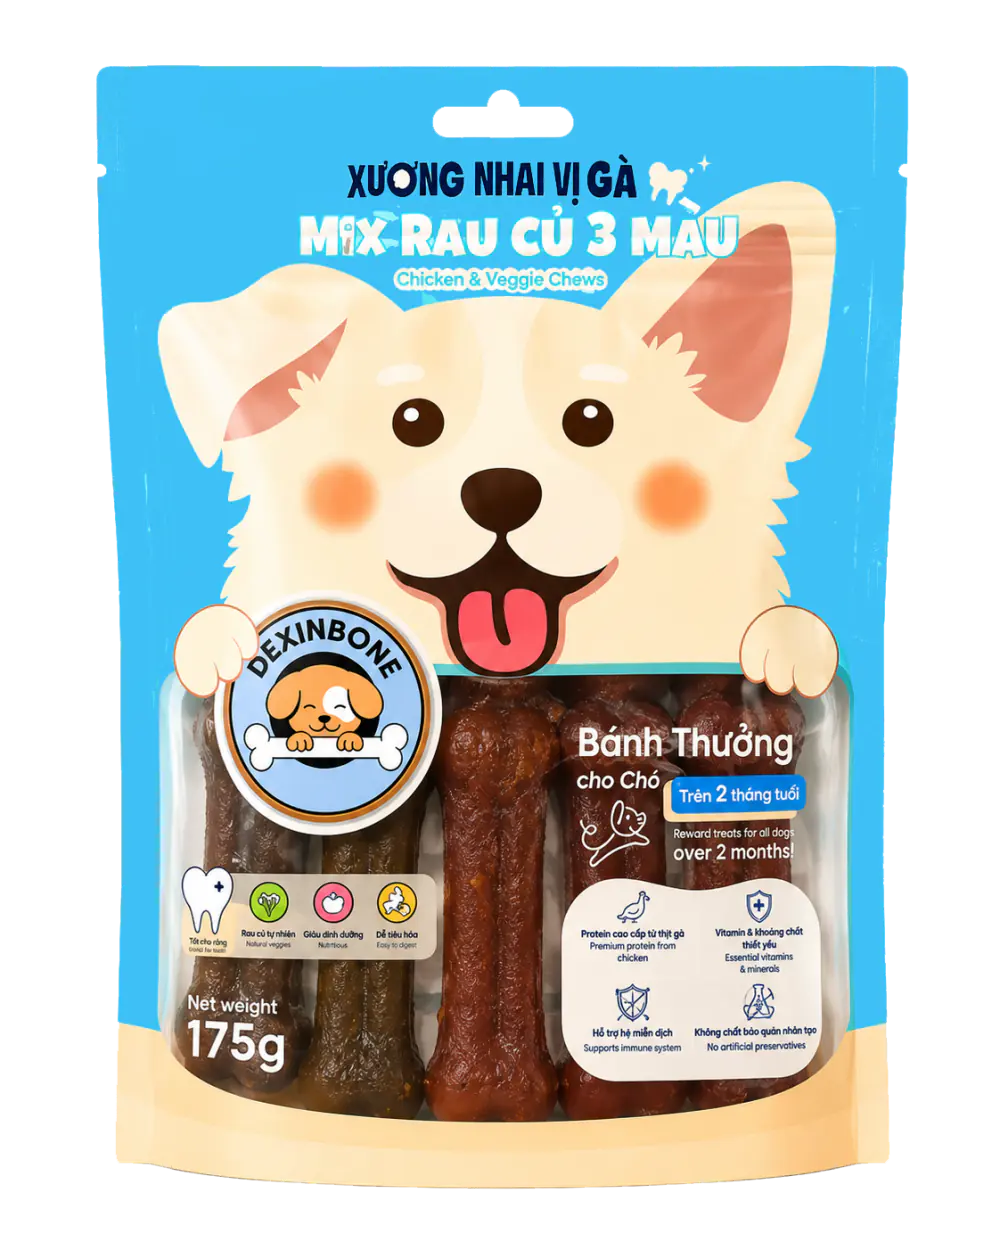 XƯƠNG NHAI VỊ GÀ
MIX RAU CỦ 3 MÀU
Chicken & Veggie Chews
DEXINBONE
Bánh Thưởng
cho Chó
Trên 2 tháng tuổi
Reward treats for all dogs
over 2 months!
Tốt cho răng
Good for teeth
Rau củ tự nhiên
Natural veggies
Giàu dinh dưỡng
Nutritious
Dễ tiêu hóa
Easy to digest
Net weight
175g
Protein cao cấp từ thịt gà
Premium protein from
chicken
Vitamin & khoáng chất
thiết yếu
Essential vitamins
& minerals
Hỗ trợ hệ miễn dịch
Supports immune system
Không chất bảo quản nhân tạo
No artificial preservatives